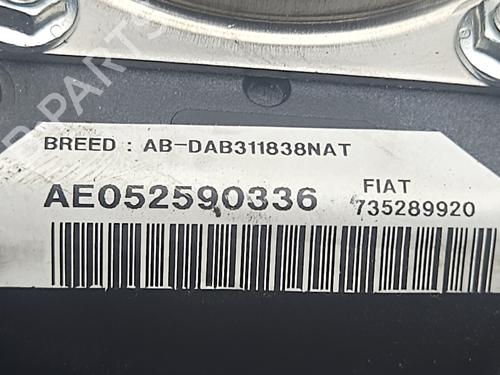 BREED : AB-DAB311838NAT
AE052590336
FIAT
735289920